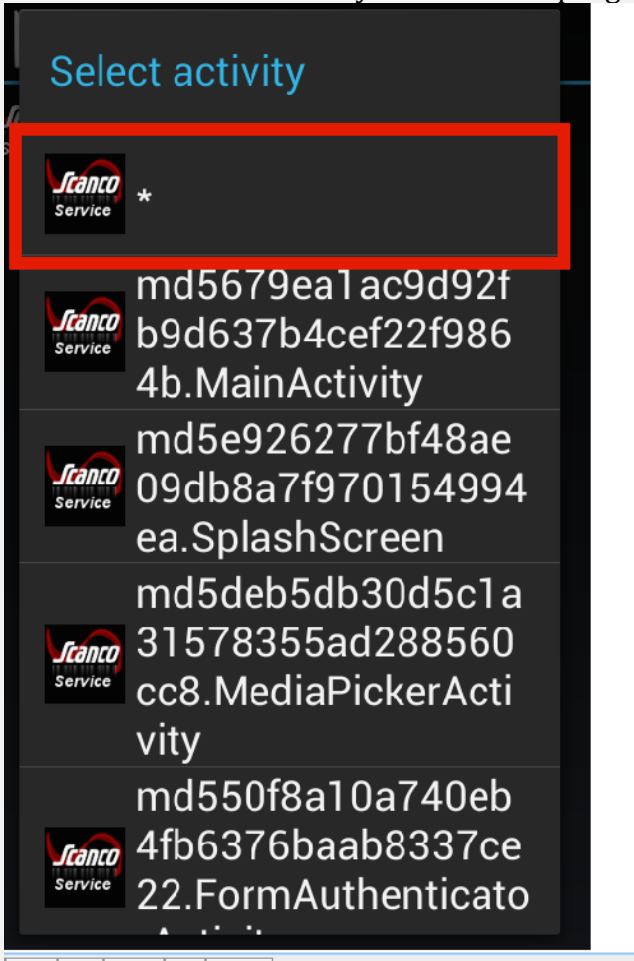 Select activity
Scanco
Service
*
md5679ea1ac9d92f
b9d637b4cef22f986
4b.MainActivity
Scanco
Service
md5e926277bf48ae
09db8a7f970154994
ea.SplashScreen
Scanco
Service
md5deb5db30d5c1a
31578355ad288560
cc8.MediaPickerActi
vity
Scanco
Service
md550f8a10a740eb
4fb6376baab8337ce
22.FormAuthenticato
Scanco
Service